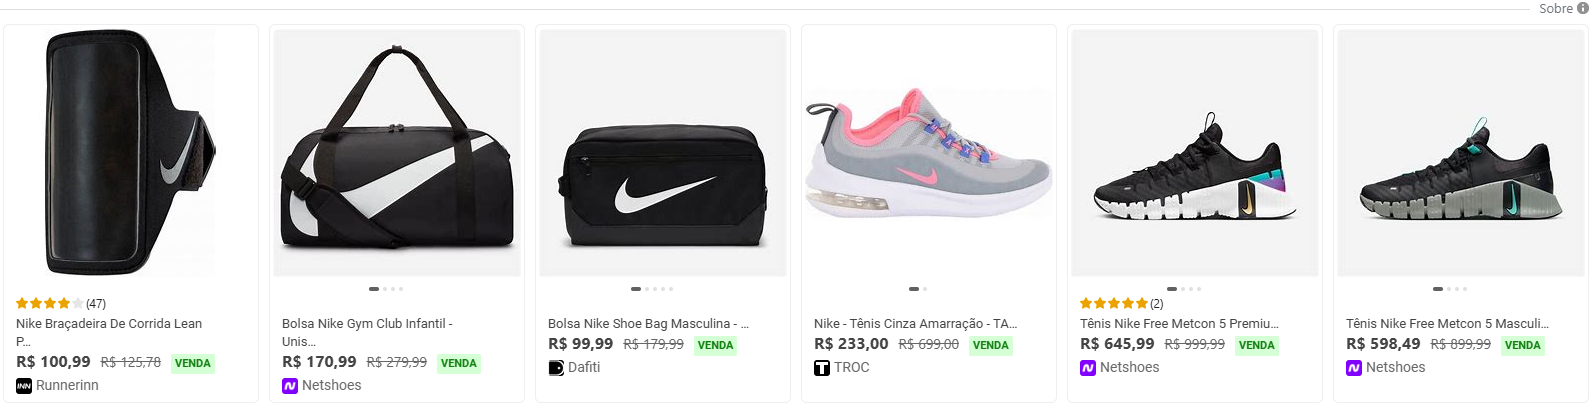 Sobre
(47)
Nike Braçadeira De Corrida Lean
P...
R$ 100,99 R$ 125,78 VENDA
INN Runnerinn
Bolsa Nike Gym Club Infantil -
Unis...
R$ 170,99 R$ 279,99 VENDA
N Netshoes
Bolsa Nike Shoe Bag Masculina - ...
R$ 99,99 R$ 179,99 VENDA
Dafiti
Nike - Tênis Cinza Amarração - TA...
R$ 233,00 R$ 699,00 VENDA
T TROC
(2)
Tênis Nike Free Metcon 5 Premiu...
R$ 645,99 R$ 999,99 VENDA
N Netshoes
Tênis Nike Free Metcon 5 Masculi...
R$ 598,49 R$ 899,99 VENDA
N Netshoes